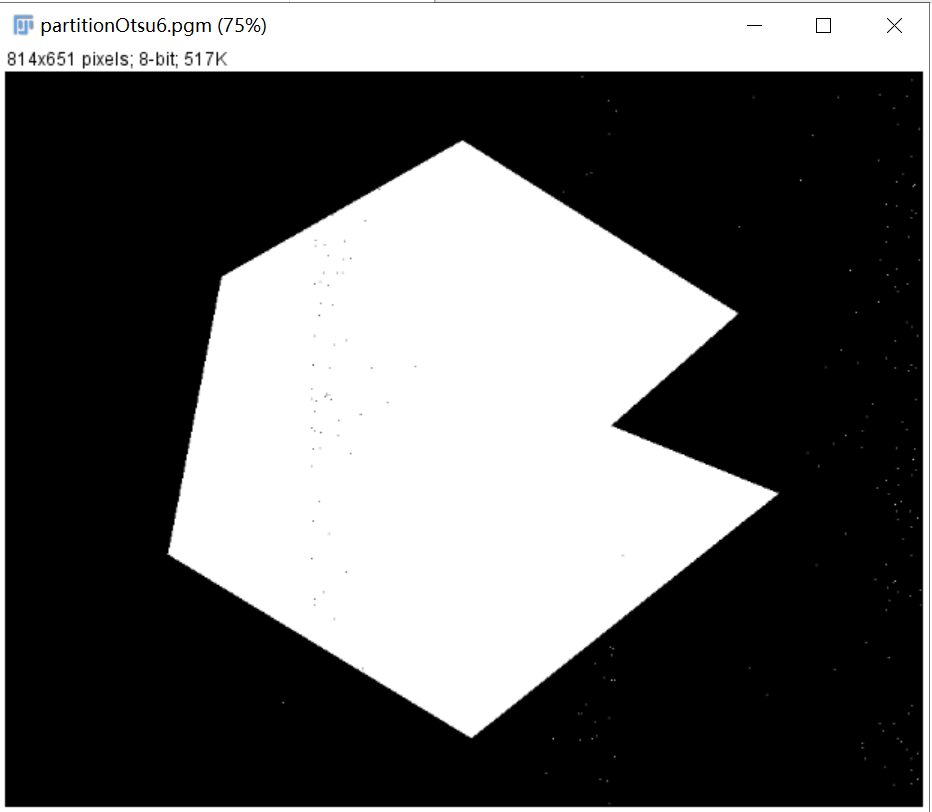 partitionOtsu6.pgm (75%)
814x651 pixels; 8-bit; 517K